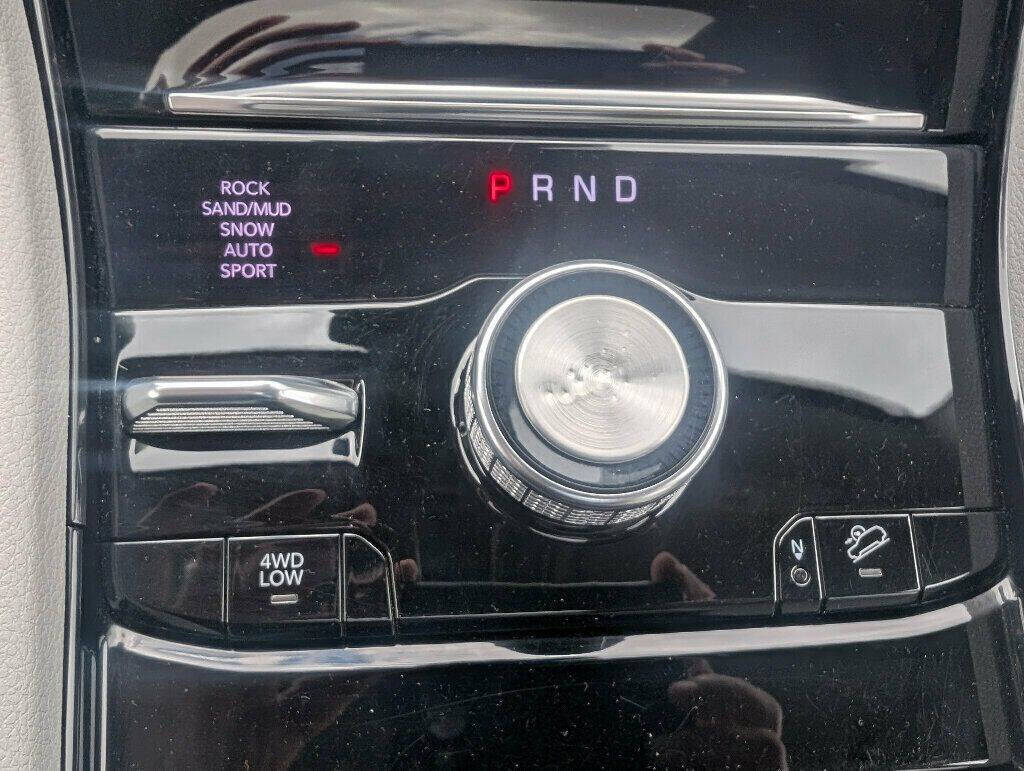 ROCK
SAND/MUD
SNOW
AUTO
SPORT
P R N D
4WD
LOW
N